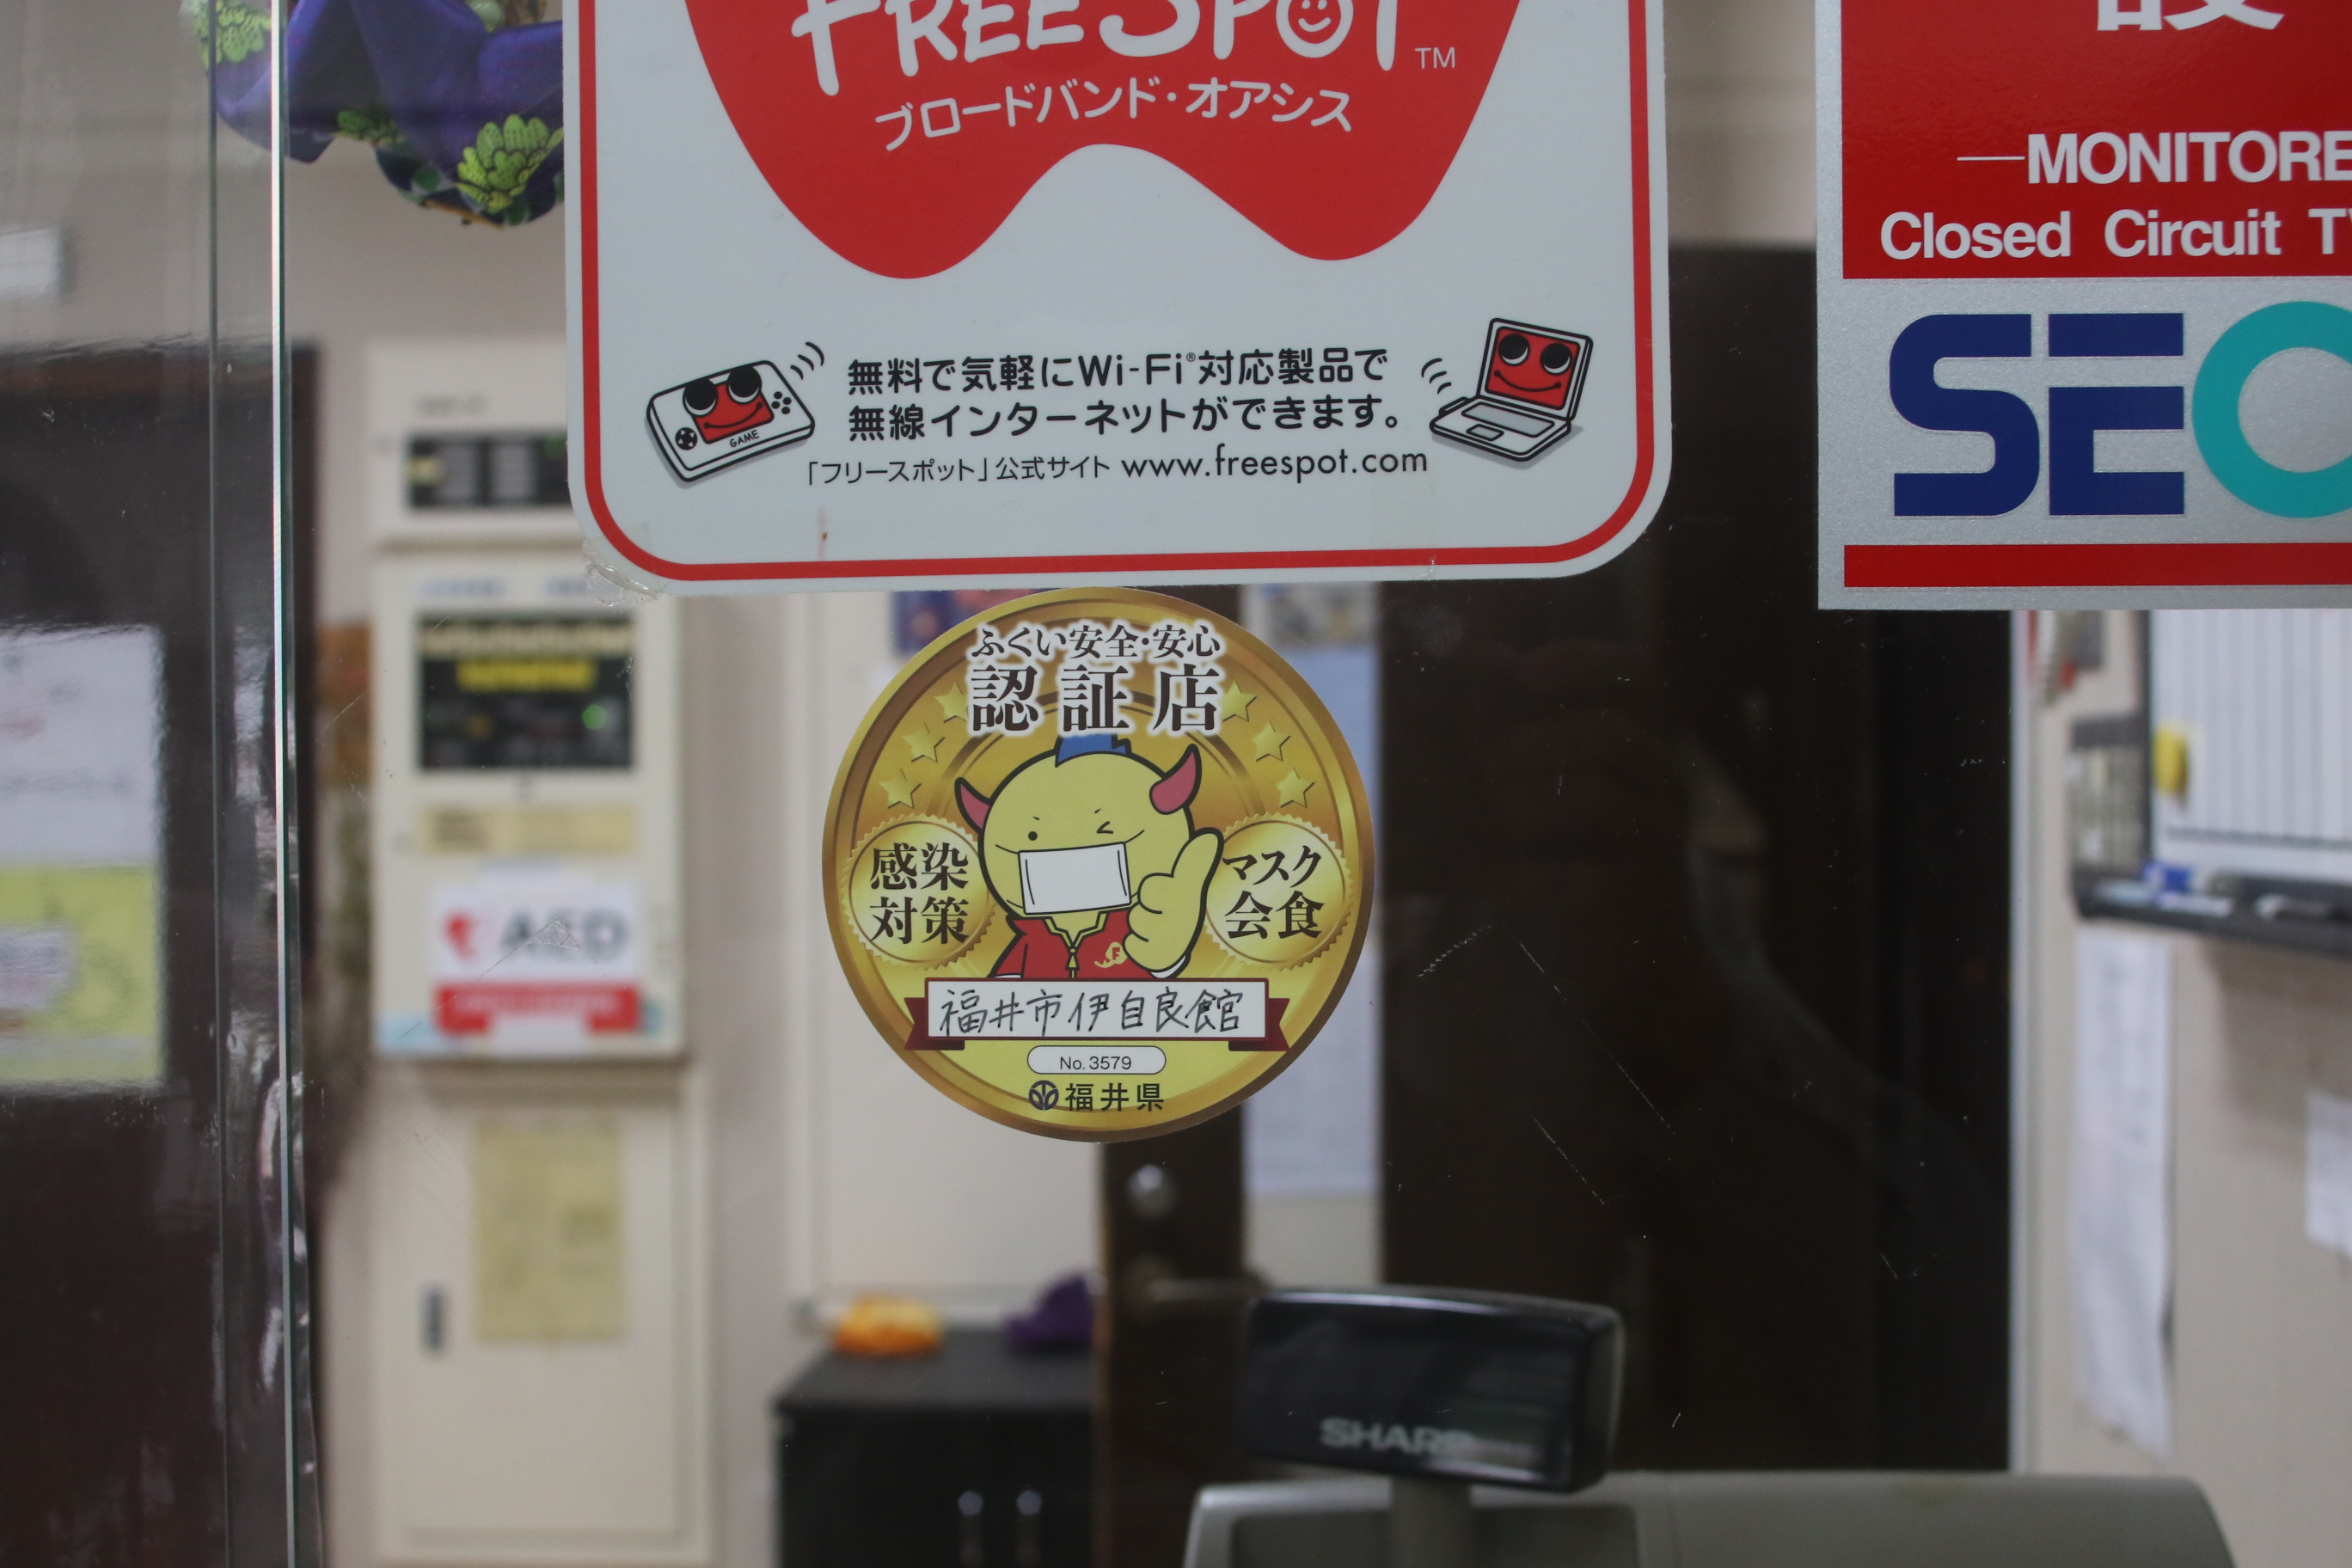 FREESPOT TM
ブロードバンド・オアシス
無料で気軽にWi-Fi®対応製品で
無線インターネットができます。
「フリースポット」公式サイト www.freespot.com
GAME
MONITORE
Closed Circuit T
SEC
ふくい安全・安心
認証店
感染
対策
マスク
会食
福井市伊自良館
No.3579
福井県
AED
SHARP